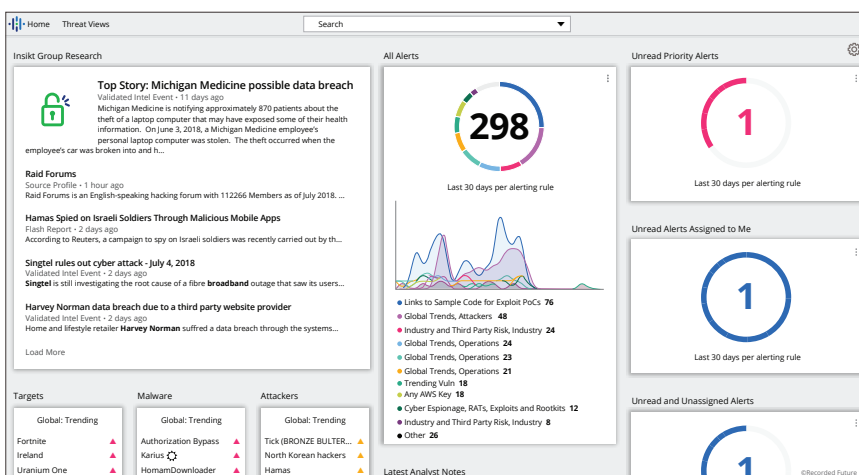 Home Threat Views
Search
Insikt Group Research
Top Story: Michigan Medicine possible data breach
Validated Intel Event • 11 days ago
Michigan Medicine is notifying approximately 870 patients about the
theft of a laptop computer that may have exposed some of their health
information. On June 3, 2018, a Michigan Medicine employee's
personal laptop computer was stolen. The theft occurred when the
employee's car was broken into and h...
Raid Forums
Source Profile • 1 hour ago
Raid Forums is an English-speaking hacking forum with 112266 Members as of July 2018. ...
Hamas Spied on Israeli Soldiers Through Malicious Mobile Apps
Flash Report • 2 days ago
According to Reuters, a campaign to spy on Israeli soldiers was recently carried out by th...
Singtel rules out cyber attack - July 4, 2018
Validated Intel Event • 2 days ago
Singtel is still investigating the root cause of a fibre broadband outage that saw its users...
Harvey Norman data breach due to a third party website provider
Validated Intel Event • 2 days ago
Home and lifestyle retailer Harvey Norman suffred a data breach through the systems...
Load More
Targets
Global: Trending
Fortnite
Ireland
Uranium One
Malware
Global: Trending
Authorization Bypass
Karius
HomamDownloader
Attackers
Global: Trending
Tick (BRONZE BULTER...
North Korean hackers
Hamas
All Alerts
298
Last 30 days per alerting rule
Links to Sample Code for Exploit PoCs 76
Global Trends, Attackers 48
Industry and Third Party Risk, Industry 24
Global Trends, Operations 24
Global Trends, Operations 23
Global Trends, Operations 21
Trending Vuln 18
Any AWS Key 18
Cyber Espionage, RATs, Exploits and Rootkits 12
Industry and Third Party Risk, Industry 8
Other 26
Latest Analyst Notes
Unread Priority Alerts
1
Last 30 days per alerting rule
Unread Alerts Assigned to Me
1
Last 30 days per alerting rule
Unread and Unassigned Alerts
1
©Recorded Future